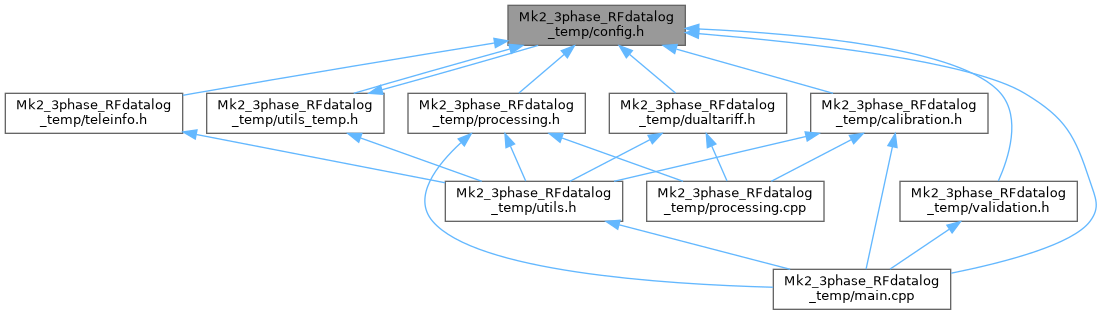 Mk2_3phase_RFdatalog
_temp/config.h
Mk2_3phase_RFdatalog
_temp/teleinfo.h
Mk2_3phase_RFdatalog
_temp/utils_temp.h
Mk2_3phase_RFdatalog
_temp/processing.h
Mk2_3phase_RFdatalog
_temp/dualtariff.h
Mk2_3phase_RFdatalog
_temp/calibration.h
Mk2_3phase_RFdatalog
_temp/utils.h
Mk2_3phase_RFdatalog
_temp/processing.cpp
Mk2_3phase_RFdatalog
_temp/validation.h
Mk2_3phase_RFdatalog
_temp/main.cpp